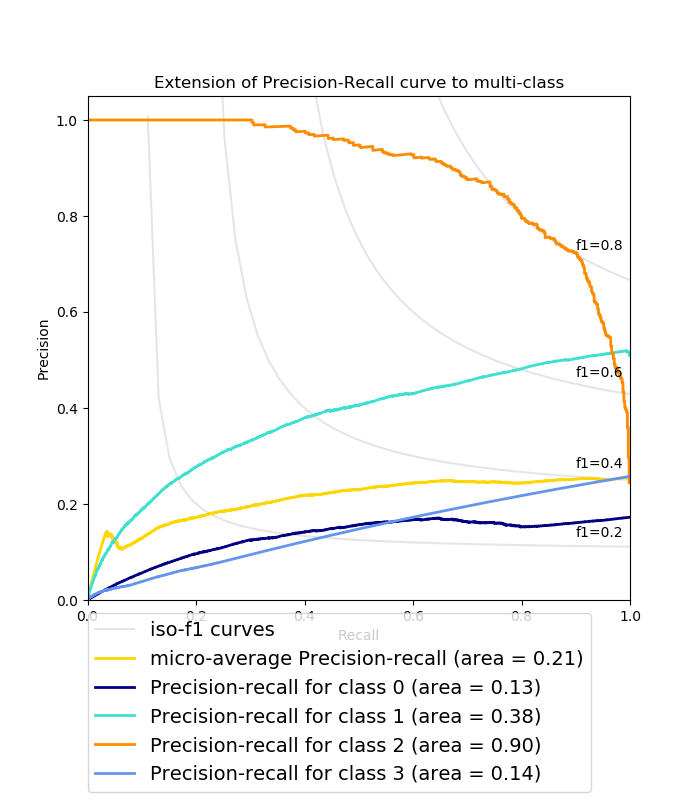 Extension of Precision-Recall curve to multi-class
1.0
0.8
f1=0.8
0.6
Precision
f1=0.6
0.4
f1=0.4
0.2
f1=0.2
0.0
0.0 0.2 0.4 0.6 0.8 1.0
Recall
iso-f1 curves
micro-average Precision-recall (area = 0.21)
Precision-recall for class 0 (area = 0.13)
Precision-recall for class 1 (area = 0.38)
Precision-recall for class 2 (area = 0.90)
Precision-recall for class 3 (area = 0.14)